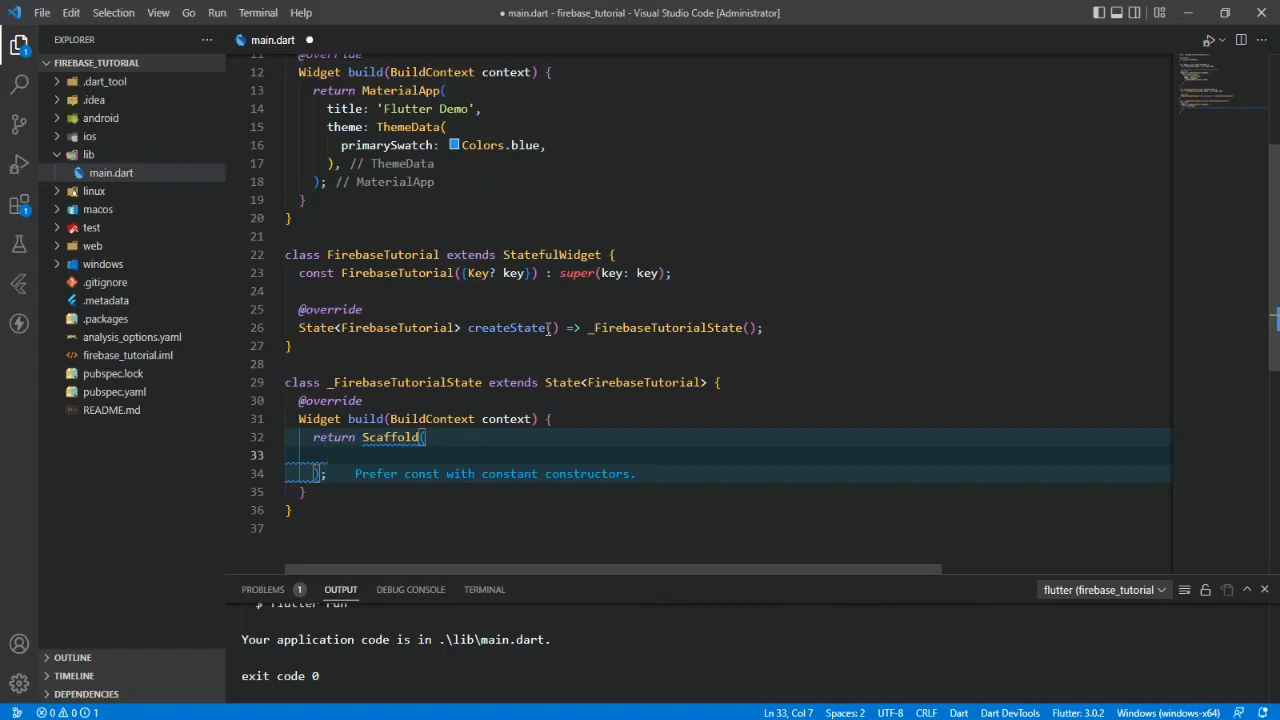 File Edit Selection View Go Run Terminal Help
● main.dart - firebase_tutorial - Visual Studio Code [Administrator]
EXPLORER
main.dart
FIREBASE_TUTORIAL
.dart_tool
.idea
android
ios
lib
main.dart
linux
macos
test
web
windows
.gitignore
.metadata
.packages
analysis_options.yaml
firebase_tutorial.iml
pubspec.lock
pubspec.yaml
README.md
OUTLINE
TIMELINE
DEPENDENCIES
11 @override
12 Widget build(BuildContext context) {
13 return MaterialApp(
14 title: 'Flutter Demo',
15 theme: ThemeData(
16 primarySwatch: Colors.blue,
17 ), // ThemeData
18 ); // MaterialApp
19 }
20 }
21
22 class FirebaseTutorial extends StatefulWidget {
23 const FirebaseTutorial({Key? key}) : super(key: key);
24
25 @override
26 State<FirebaseTutorial> createState() => _FirebaseTutorialState();
27 }
28
29 class _FirebaseTutorialState extends State<FirebaseTutorial> {
30 @override
31 Widget build(BuildContext context) {
32 return Scaffold(
33
34 ); Prefer const with constant constructors.
35 }
36 }
37
PROBLEMS 1 OUTPUT DEBUG CONSOLE TERMINAL
flutter (firebase_tutorial)
$ flutter run
Your application code is in .\lib\main.dart.
exit code 0
0 0 1 Ln 33, Col 7 Spaces: 2 UTF-8 CRLF Dart Dart DevTools Flutter: 3.0.2 Windows (windows-x64)